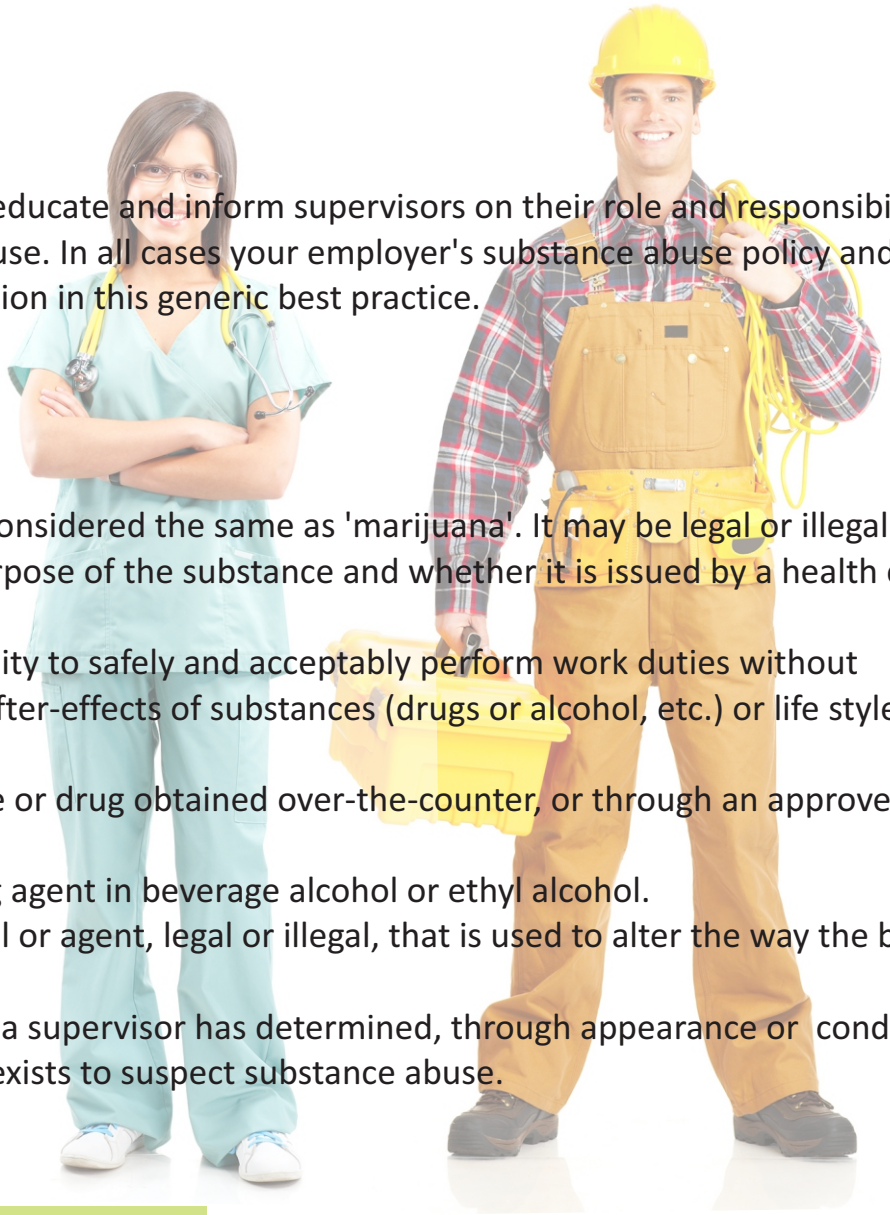 educate and inform supervisors on their role and responsibi
use. In all cases your employer's substance abuse policy and
ion in this generic best practice.
onsidered the same as 'marijuana'. It may be legal or illegal
rpose of the substance and whether it is issued by a health
ity to safely and acceptably perform work duties without
fter-effects of substances (drugs or alcohol, etc.) or life style
e or drug obtained over-the-counter, or through an approve
g agent in beverage alcohol or ethyl alcohol.
l or agent, legal or illegal, that is used to alter the way the b
a supervisor has determined, through appearance or cond
exists to suspect substance abuse.